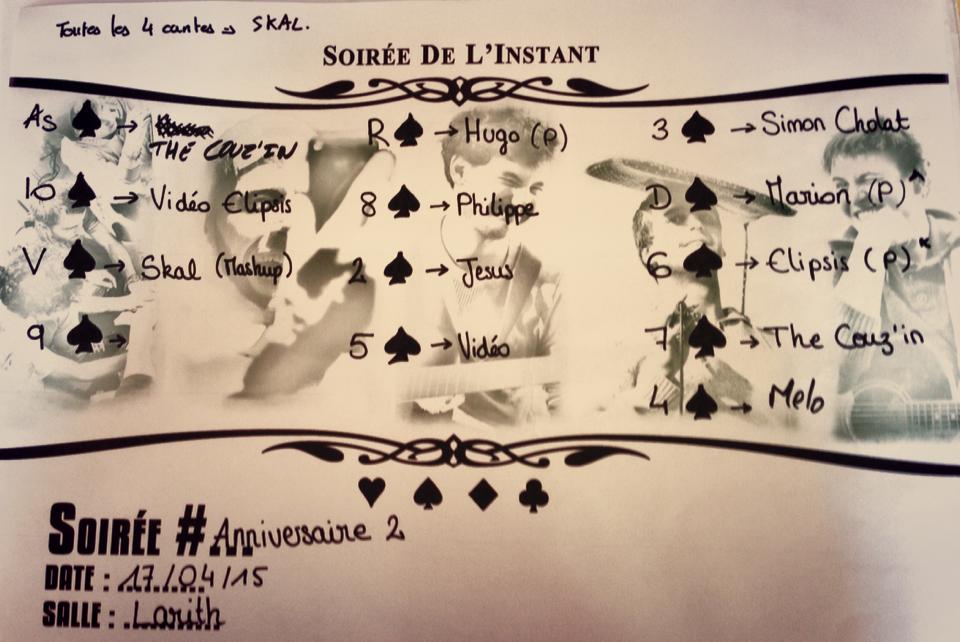 Toutes les 4 cartes => SKAL.
SOIRÉE DE L'INSTANT
As ♠ → THE COUZ'IN
10 ♠ → Vidéo Elipsis
V ♠ → Skal (Mashup)
9 ♠ →
R ♠ → Hugo (P)
8 ♠ → Philippe
2 ♠ → Jesus
5 ♠ → Vidéo
3 ♠ → Simon Cholat
D ♠ → Marion (P)^
6 ♠ → Elipsis (P)*
7 ♠ → The Couz'in
4 ♠ → Melo
♥ ♠ ♦ ♣
SOIRÉE # Anniversaire 2
DATE : 17/04/15
SALLE : Larith